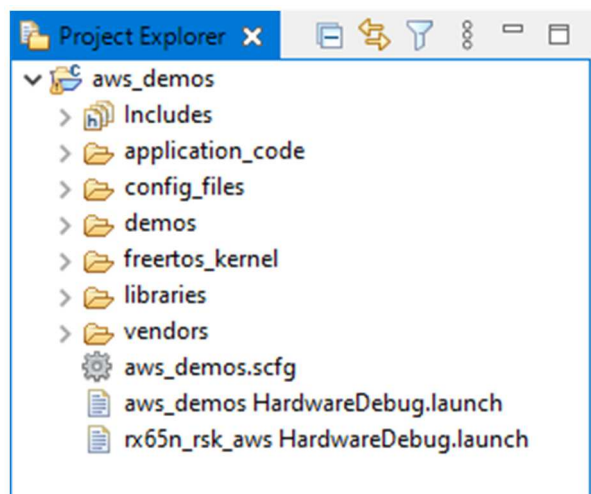 Project Explorer
aws_demos
Includes
application_code
config_files
demos
freertos_kernel
libraries
vendors
aws_demos.scfg
aws_demos HardwareDebug.launch
rx65n_rsk_aws HardwareDebug.launch